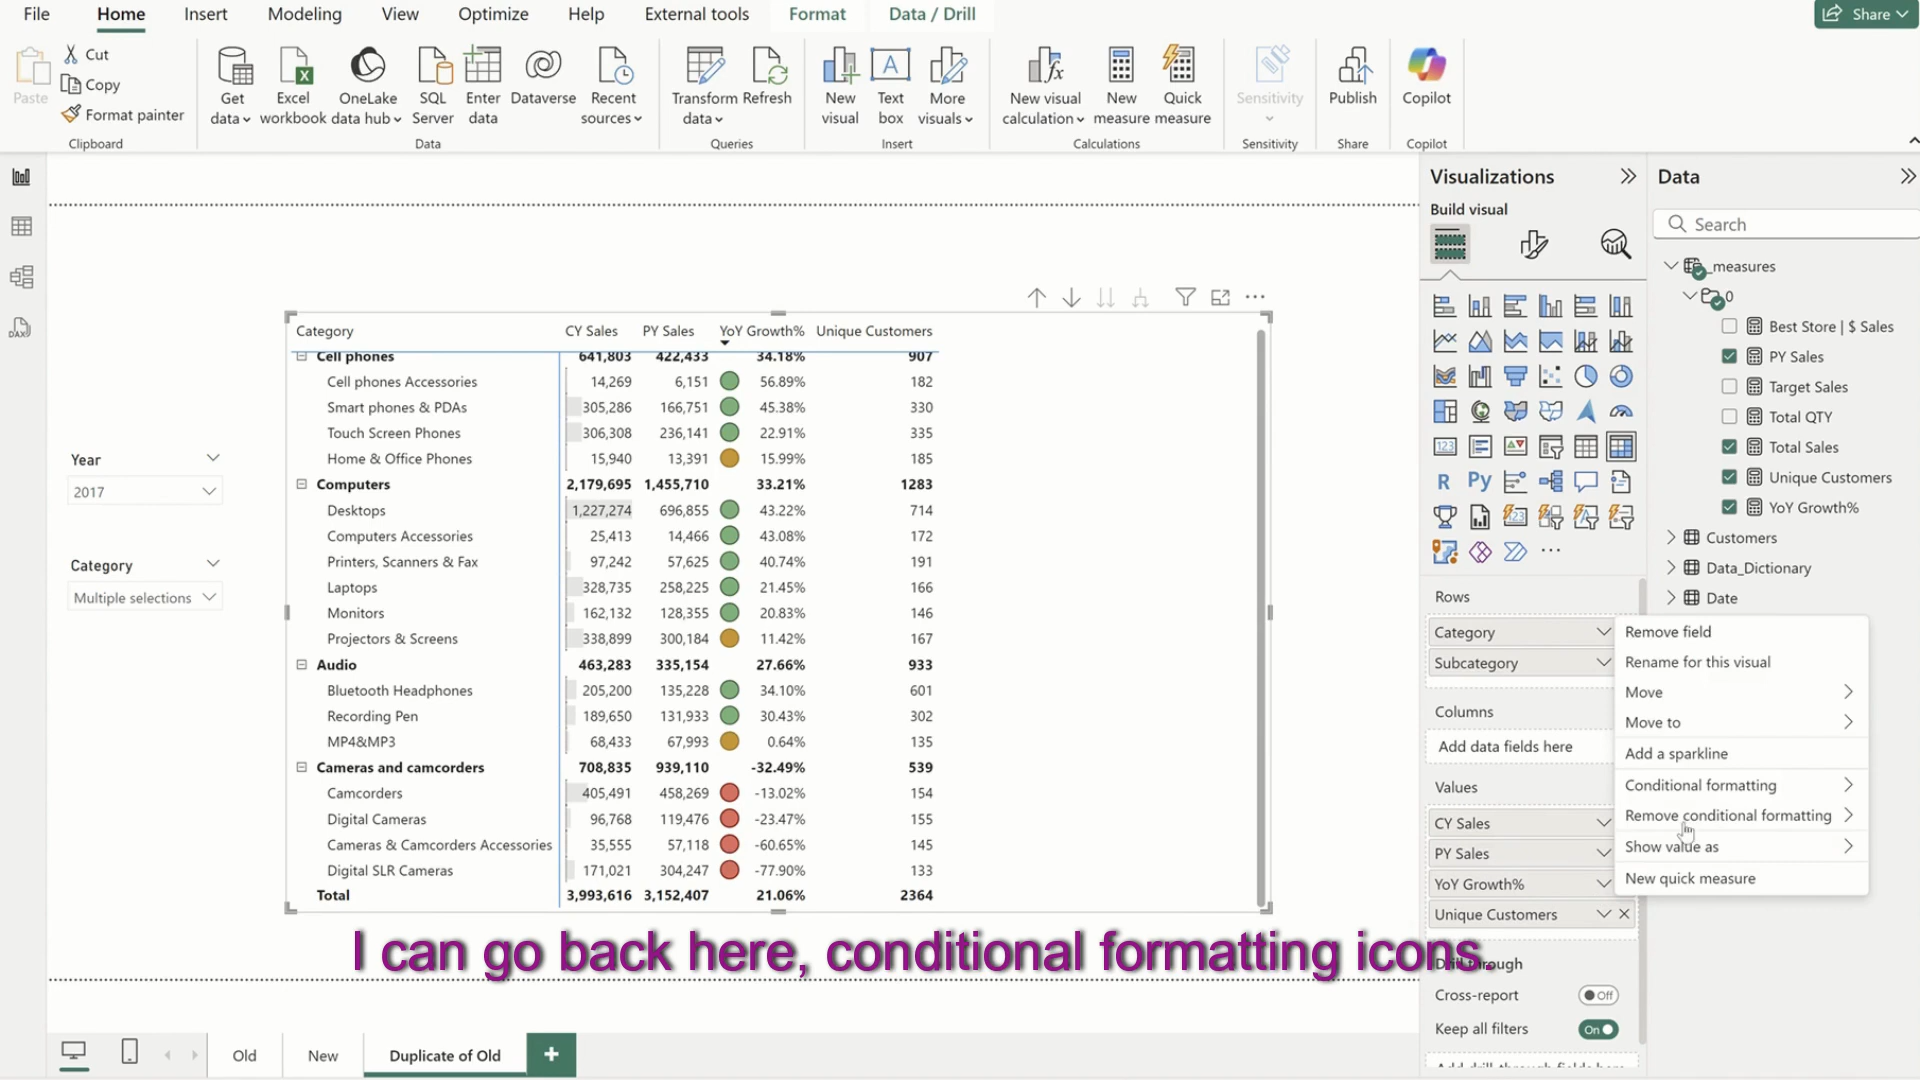 File Home Insert Modeling View Optimize Help External tools Format Data / Drill Share
Paste Cut
Copy
Format painter
Clipboard
Get data
Excel workbook
OneLake data hub
SQL Server
Enter data
Dataverse
Recent sources
Data
Transform data
Refresh
Queries
New visual
A
Text box
More visuals
Insert
New visual calculation
New measure
Quick measure
Calculations
Sensitivity
Sensitivity
Publish
Share
Copilot
Copilot
Year
2017
Category
Multiple selections
Category CY Sales PY Sales YoY Growth% Unique Customers
Cell phones 641,803 422,433 34.18% 907
Cell phones Accessories 14,269 6,151 56.89% 182
Smart phones & PDAs 305,286 166,751 45.38% 330
Touch Screen Phones 306,308 236,141 22.91% 335
Home & Office Phones 15,940 13,391 15.99% 185
Computers 2,179,695 1,455,710 33.21% 1283
Desktops 1,227,274 696,855 43.22% 714
Computers Accessories 25,413 14,466 43.08% 172
Printers, Scanners & Fax 97,242 57,625 40.74% 191
Laptops 328,735 258,225 21.45% 166
Monitors 162,132 128,355 20.83% 146
Projectors & Screens 338,899 300,184 11.42% 167
Audio 463,283 335,154 27.66% 933
Bluetooth Headphones 205,200 135,228 34.10% 601
Recording Pen 189,650 131,933 30.43% 302
MP4&MP3 68,433 67,993 0.64% 135
Cameras and camcorders 708,835 939,110 -32.49% 539
Camcorders 405,491 458,269 -13.02% 154
Digital Cameras 96,768 119,476 -23.47% 155
Cameras & Camcorders Accessories 35,555 57,118 -60.65% 145
Digital SLR Cameras 171,021 304,247 -77.90% 133
Total 3,993,616 3,152,407 21.06% 2364
I can go back here, conditional formatting icons.
Visualizations
Build visual
123
R Py
123
Rows
Category
Subcategory
Columns
Add data fields here
Values
CY Sales
PY Sales
YoY Growth%
Unique Customers
Drill through
Cross-report Off
Keep all filters On
Add drill-through fields here
Remove field
Rename for this visual
Move
Move to
Add a sparkline
Conditional formatting
Remove conditional formatting
Show value as
New quick measure
Data
Search
_measures
0
Best Store | $ Sales
PY Sales
Target Sales
Total QTY
Total Sales
Unique Customers
YoY Growth%
Customers
Data_Dictionary
Date
DAX
Old New Duplicate of Old +